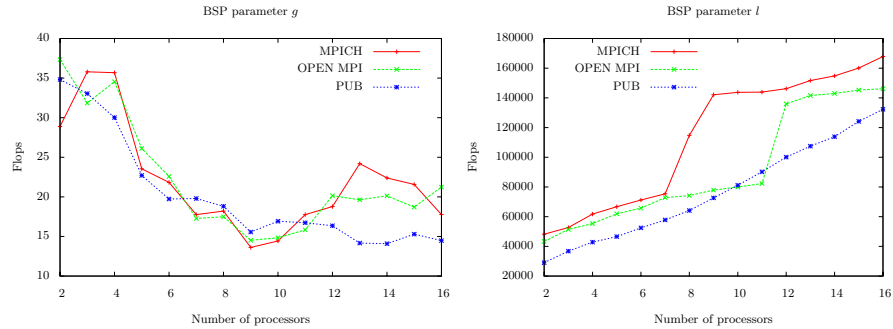 BSP parameter g
40
35
30
25
20
15
10
Flops
MPICH
OPEN MPI
PUB
2 4 6 8 10 12 14 16
Number of processors
BSP parameter l
180000
160000
140000
120000
100000
80000
60000
40000
20000
Flops
MPICH
OPEN MPI
PUB
2 4 6 8 10 12 14 16
Number of processors